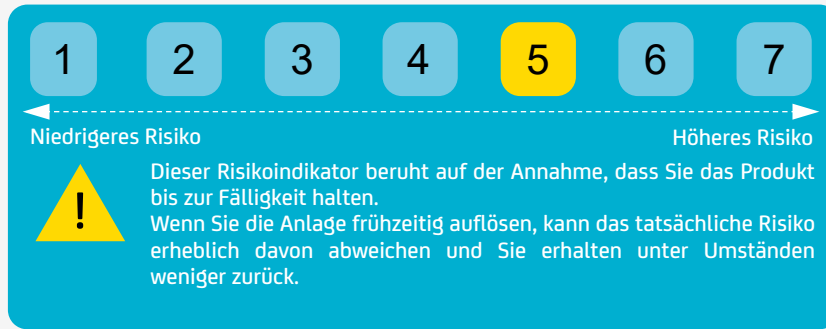 1 2 3 4 5 6 7
Niedrigeres Risiko Höheres Risiko
!
Dieser Risikoindikator beruht auf der Annahme, dass Sie das Produkt
bis zur Fälligkeit halten.
Wenn Sie die Anlage frühzeitig auflösen, kann das tatsächliche Risiko
erheblich davon abweichen und Sie erhalten unter Umständen
weniger zurück.